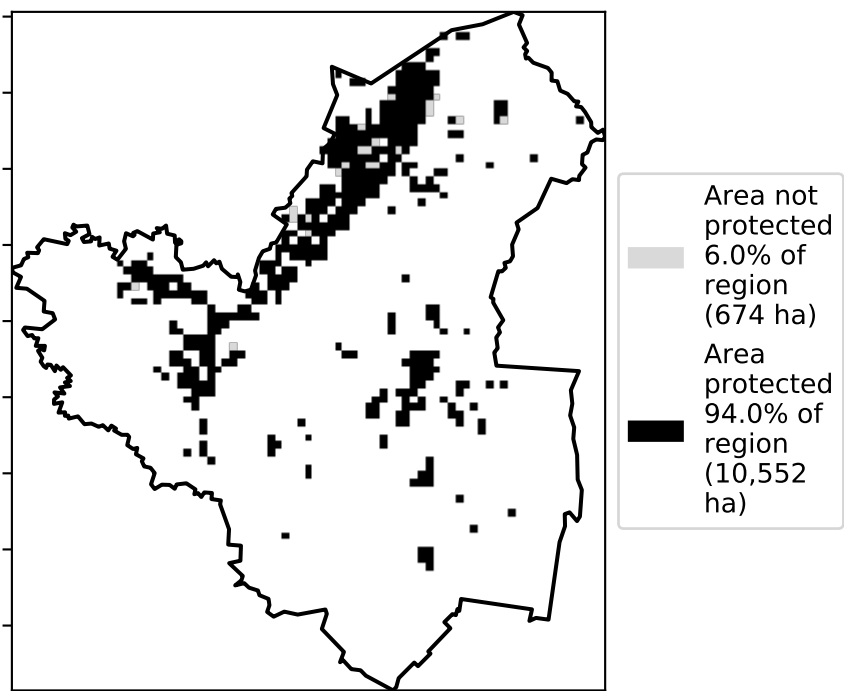 Area not
protected
6.0% of
region
(674 ha)
Area
protected
94.0% of
region
(10,552
ha)